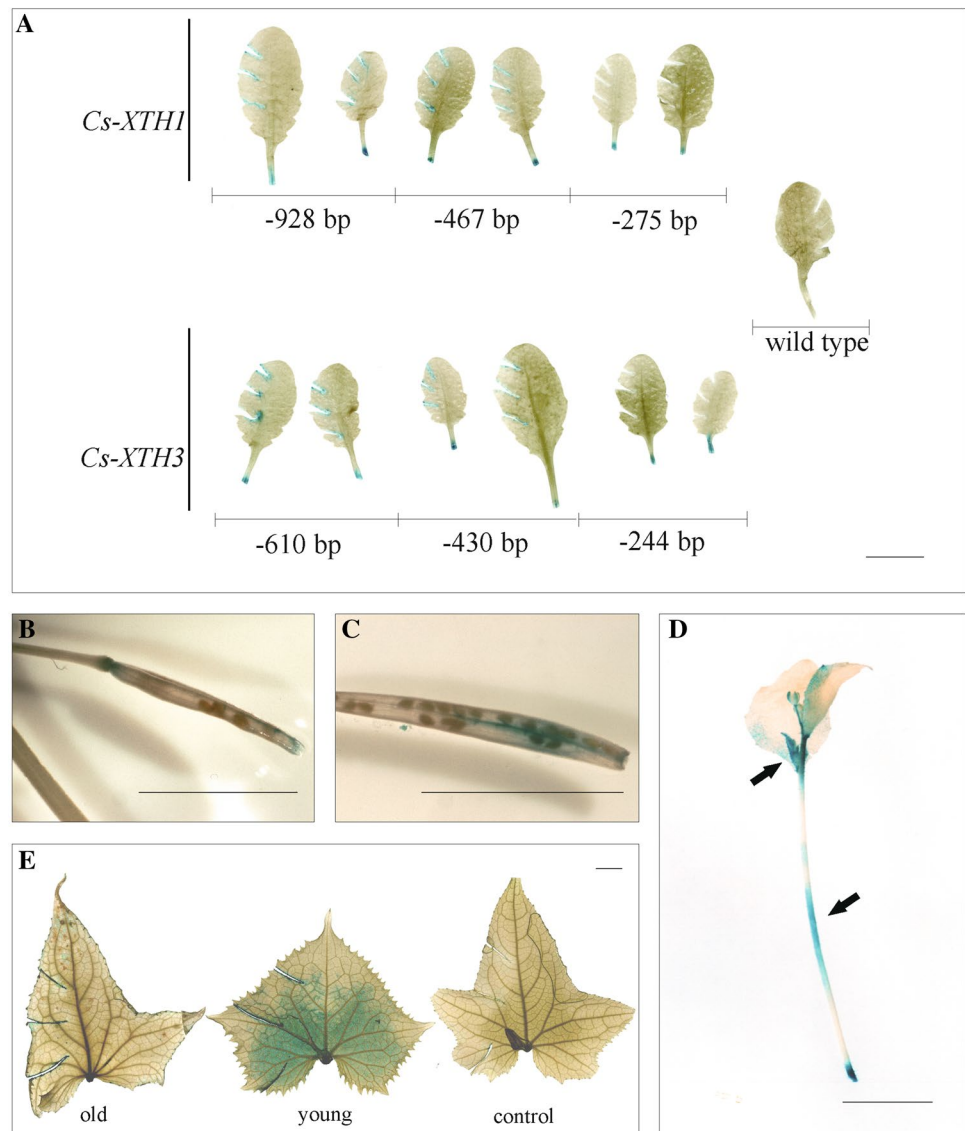 A
Cs-XTH1
-928 bp
-467 bp
-275 bp
wild type
Cs-XTH3
-610 bp
-430 bp
-244 bp
B
C
D
E
old
young
control